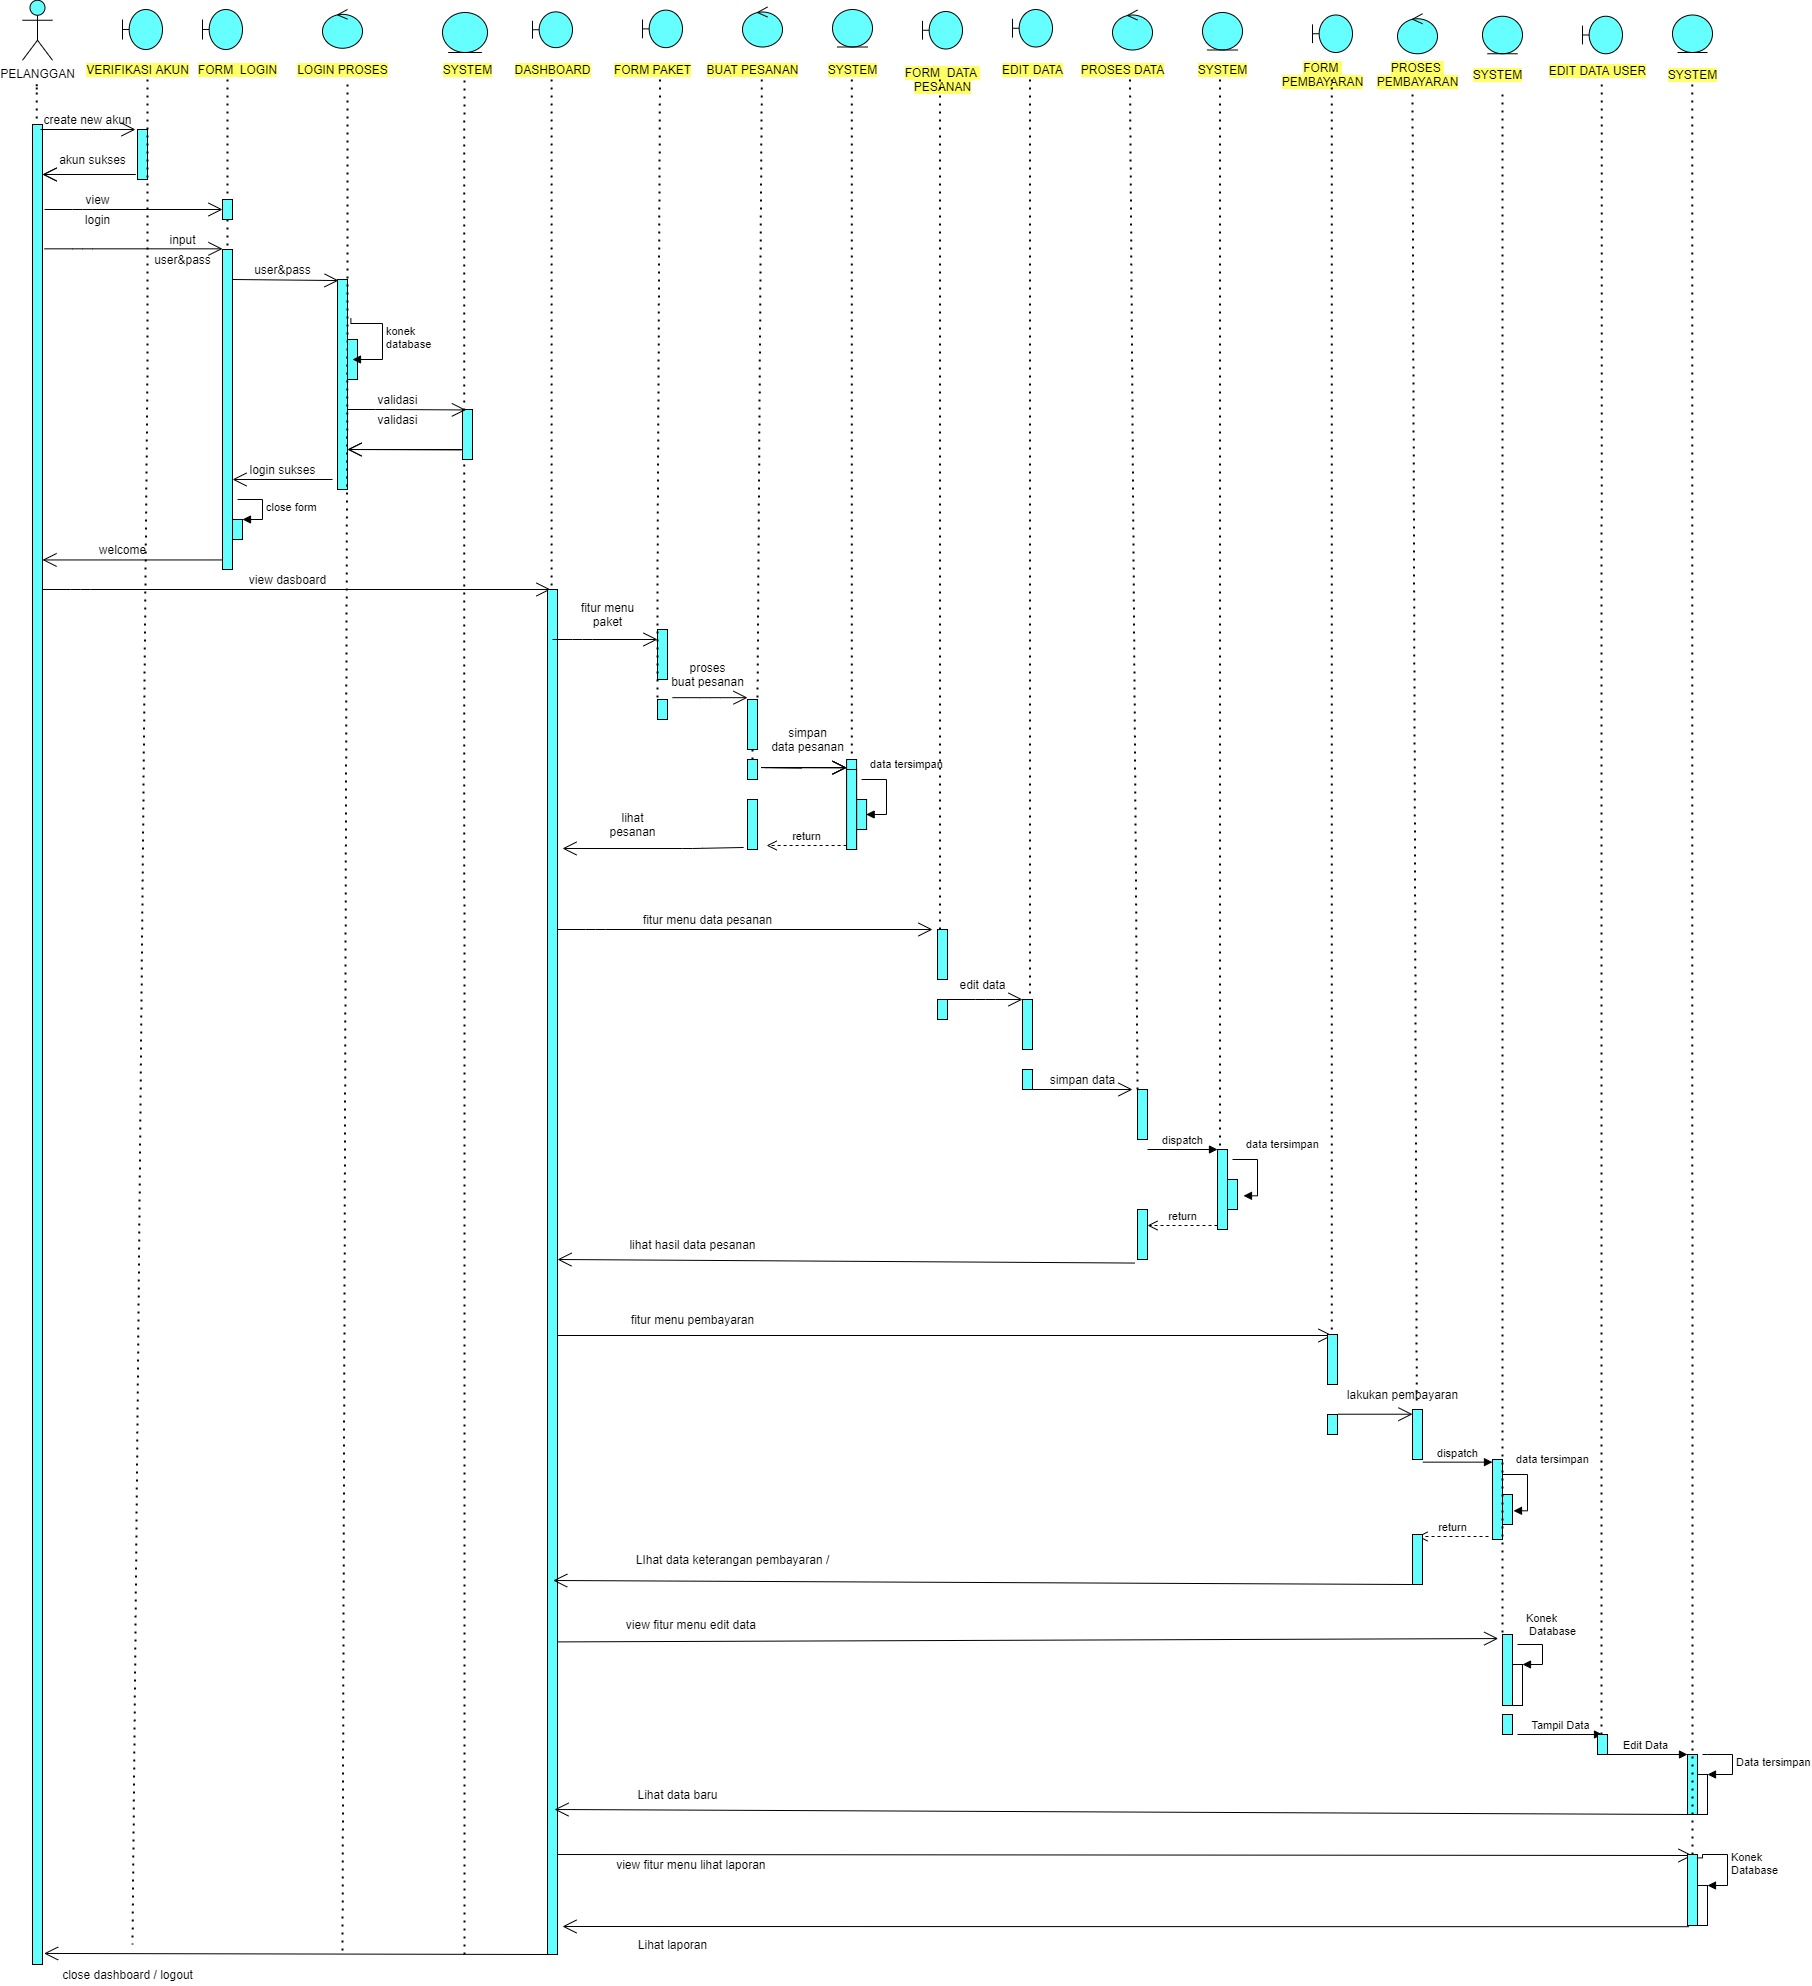 PELANGGAN
VERIFIKASI AKUN
FORM  LOGIN
LOGIN PROSES
SYSTEM
DASHBOARD
FORM PAKET
BUAT PESANAN
SYSTEM
FORM  DATA
PESANAN
EDIT DATA
PROSES DATA
SYSTEM
FORM
PEMBAYARAN
PROSES
PEMBAYARAN
SYSTEM
EDIT DATA USER
SYSTEM
create new akun
akun sukses
view
login
input
user&pass
user&pass
konek
database
validasi
validasi
login sukses
close form
welcome
view dasboard
fitur menu
paket
proses
buat pesanan
simpan
data pesanan
data tersimpan
lihat
pesanan
return
fitur menu data pesanan
edit data
simpan data
dispatch
data tersimpan
return
lihat hasil data pesanan
fitur menu pembayaran
lakukan pembayaran
dispatch
data tersimpan
return
LIhat data keterangan pembayaran /
view fitur menu edit data
Konek
Database
Tampil Data
Edit Data
Data tersimpan
Lihat data baru
view fitur menu lihat laporan
Konek
Database
Lihat laporan
close dashboard / logout